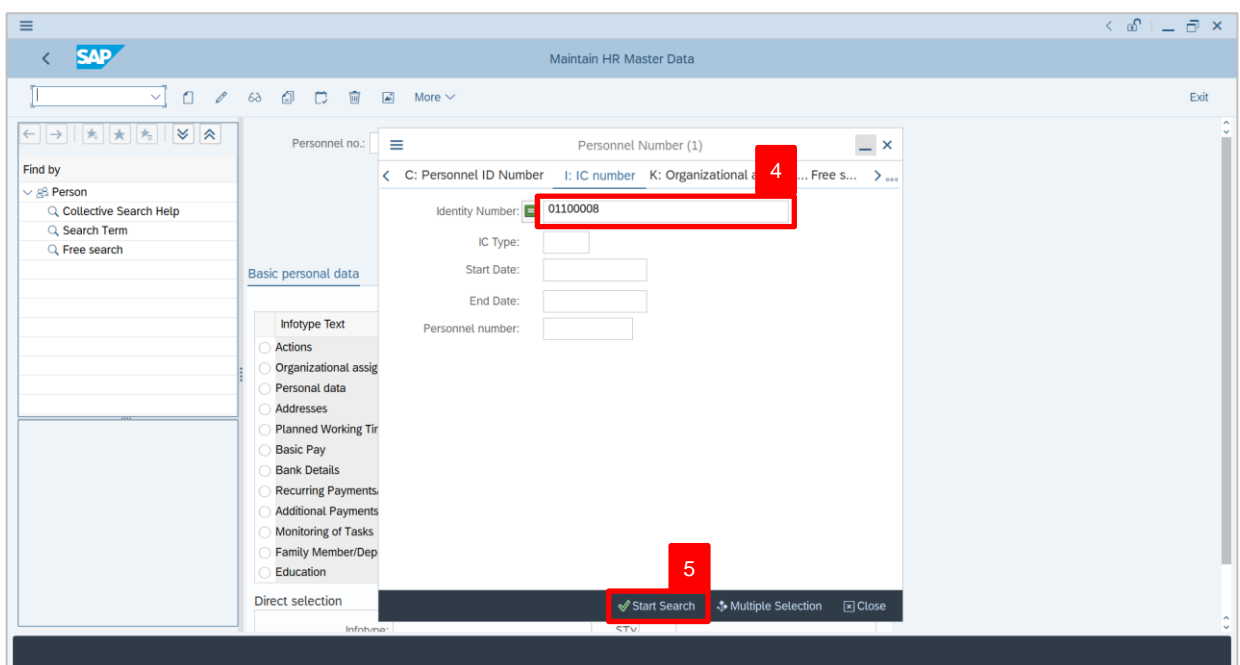 SAP
Maintain HR Master Data
More
Exit
Personnel no.:
Find by
Person
Collective Search Help
Search Term
Free search
Basic personal data
Infotype Text
Actions
Organizational assig
Personal data
Addresses
Planned Working Tir
Basic Pay
Bank Details
Recurring Payments/
Additional Payments
Monitoring of Tasks
Family Member/Dep
Education
Direct selection
Infotype:
STy
Personnel Number (1)
C: Personnel ID Number I: IC number K: Organizational a ... Free s...
4
Identity Number: 01100008
IC Type:
Start Date:
End Date:
Personnel number:
5
Start Search Multiple Selection Close